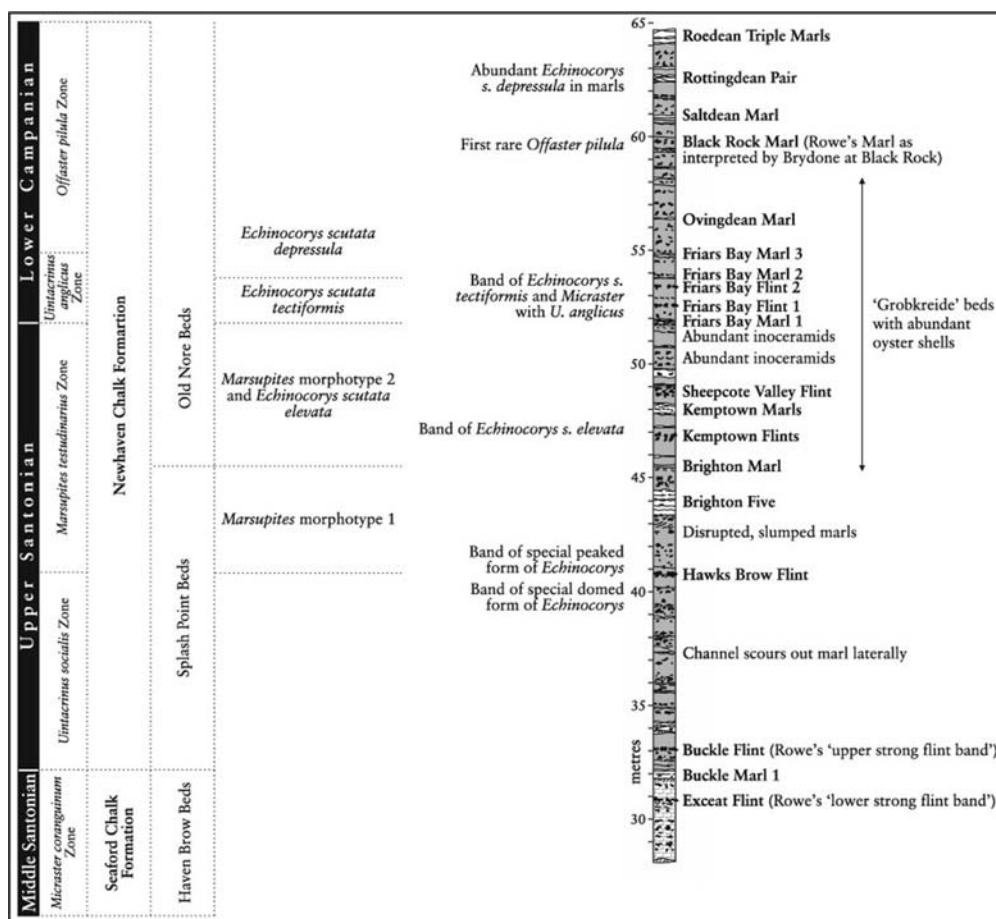 Lower Campanian
Upper Santonian
Middle Santonian
Offaster pilula Zone
Uintacrinus
anglicus
Zone
Marsupites testudinarius Zone
Uintacrinus socialis Zone
Micraster coranguinum
Zone
Newhaven Chalk Formartion
Seaford Chalk
Formation
Old Nore Beds
Splash Point Beds
Haven Brow Beds
Echinocorys scutata
depressula
Echinocorys scutata
tectiformis
Marsupites morphotype 2
and Echinocorys scutata
elevata
Marsupites morphotype 1
Abundant Echinocorys
s. depressula in marls
First rare Offaster pilula
Band of Echinocorys s.
tectiformis and Micraster
with U. anglicus
Band of Echinocorys s. elevata
Band of special peaked
form of Echinocorys
Band of special domed
form of Echinocorys
65
60
55
50
45
40
35
30
metres
Roedean Triple Marls
Rottingdean Pair
Saltdean Marl
Black Rock Marl (Rowe's Marl as
interpreted by Brydone at Black Rock)
Ovingdean Marl
Friars Bay Marl 3
Friars Bay Marl 2
Friars Bay Flint 2
Friars Bay Flint 1
Friars Bay Marl 1
Abundant inoceramids
Abundant inoceramids
Sheepcote Valley Flint
Kemptown Marls
Kemptown Flints
Brighton Marl
Brighton Five
Disrupted, slumped marls
Hawks Brow Flint
Channel scours out marl laterally
Buckle Flint (Rowe's 'upper strong flint band')
Buckle Marl 1
Exceat Flint (Rowe's 'lower strong flint band')
'Grobkreide' beds
with abundant
oyster shells